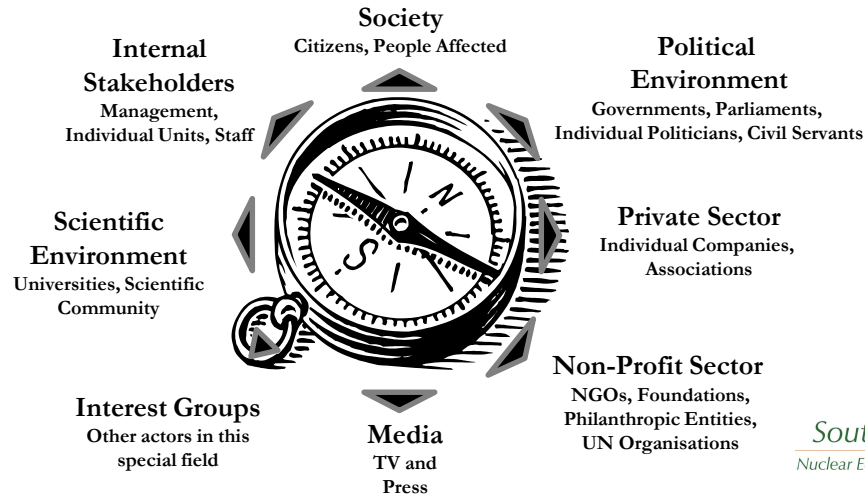 Society
Citizens, People Affected
Internal
Stakeholders
Management,
Individual Units, Staff
Political
Environment
Governments, Parliaments,
Individual Politicians, Civil Servants
N
S
Scientific
Environment
Universities, Scientific
Community
Private Sector
Individual Companies,
Associations
Interest Groups
Other actors in this
special field
Media
TV and
Press
Non-Profit Sector
NGOs, Foundations,
Philanthropic Entities,
UN Organisations
Nuclear